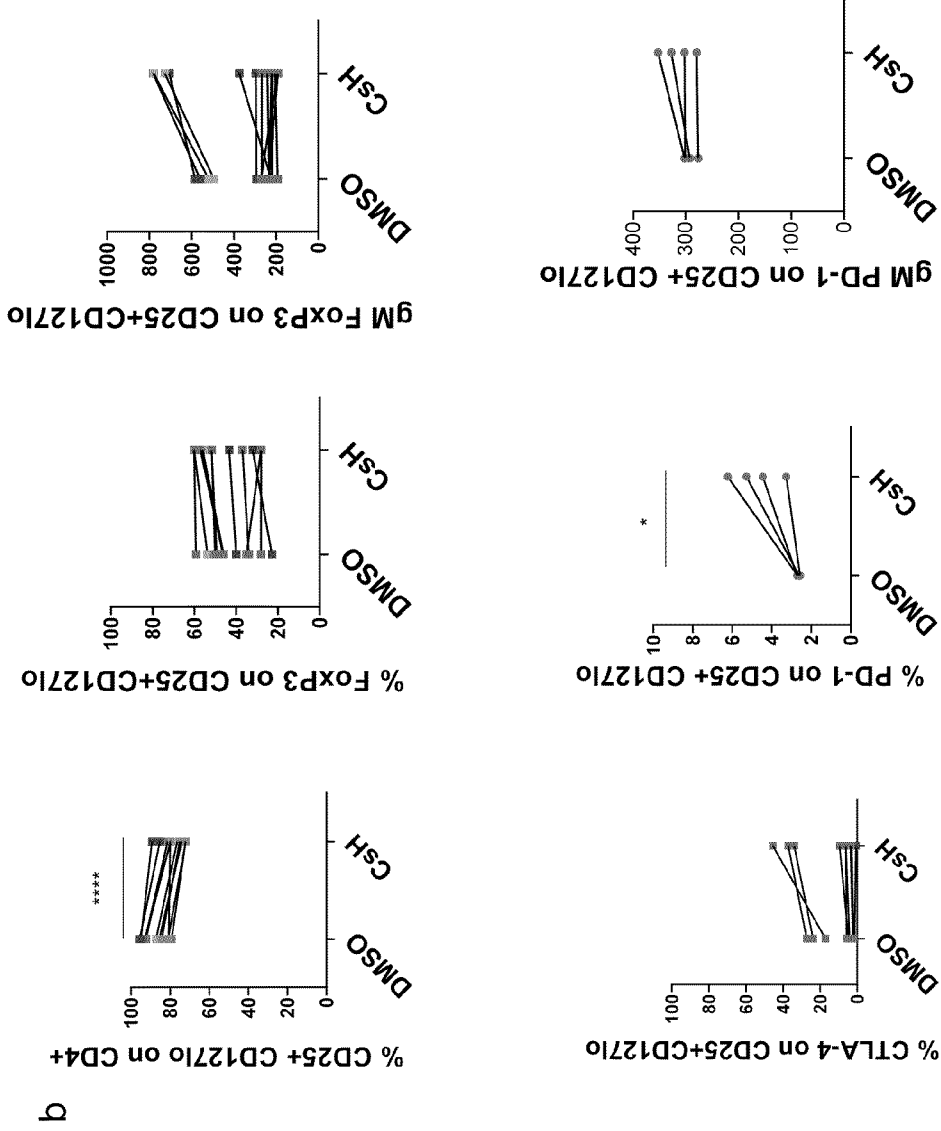 b
% CD25+ CD127lo on CD4+
100
80
60
40
20
0
****
DMSO
CsH
% FoxP3 on CD25+CD127lo
100
80
60
40
20
0
DMSO
CsH
gM FoxP3 on CD25+CD127lo
1000
800
600
400
200
0
DMSO
CsH
% CTLA-4 on CD25+CD127lo
100
80
60
40
20
0
DMSO
CsH
% PD-1 on CD25+ CD127lo
10
8
6
4
2
0
*
DMSO
CsH
gM PD-1 on CD25+ CD127lo
400
300
200
100
0
DMSO
CsH